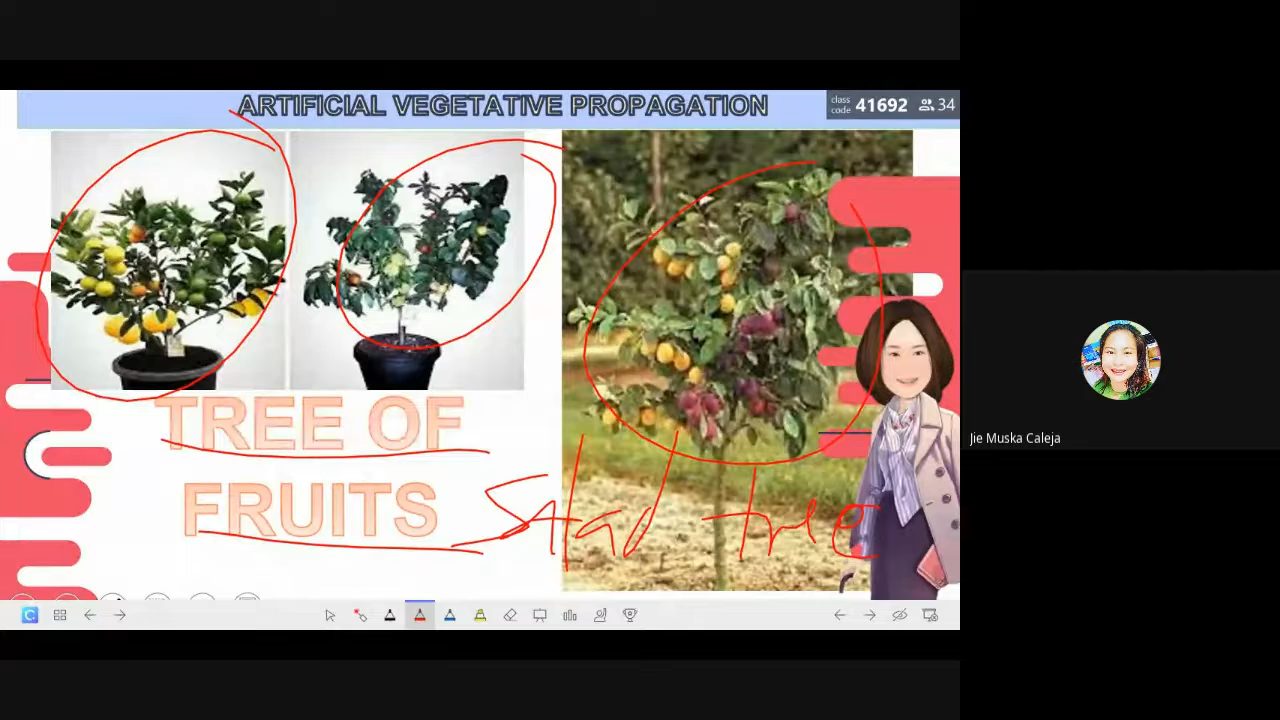 ARTIFICIAL VEGETATIVE PROPAGATION
class code 41692 34
TREE OF
FRUITS
Salad tree
Jie Muska Caleja